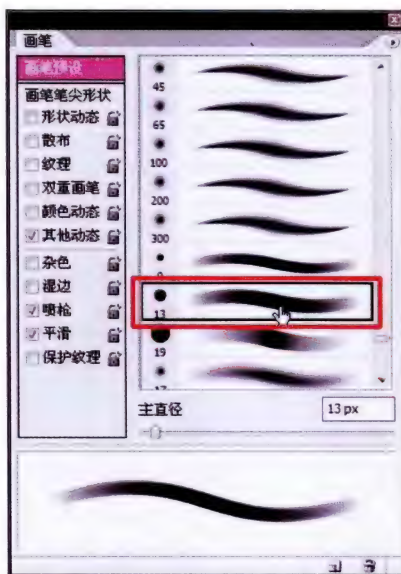 画笔
画笔预设
画笔笔尖形状
形状动态
散布
纹理
双重画笔
颜色动态
其他动态
杂色
湿边
喷枪
平滑
保护纹理
45
65
100
200
300
9
13
19
17
主直径
13 px